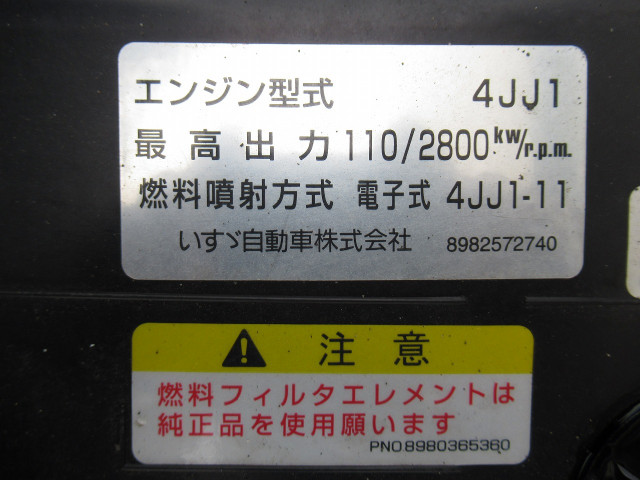 エンジン型式 4JJ1
最高出力 110/2800kW/r.p.m.
燃料噴射方式 電子式 4JJ1-11
いすゞ自動車株式会社 8982572740
注意
燃料フィルタエレメントは
純正品を使用願います
PNO.8980365360